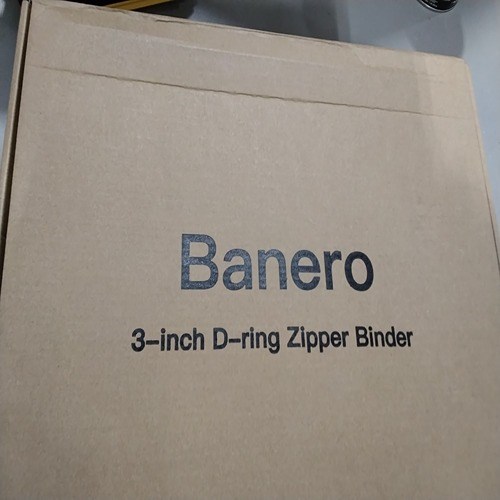 Banero
3-inch D-ring Zipper Binder